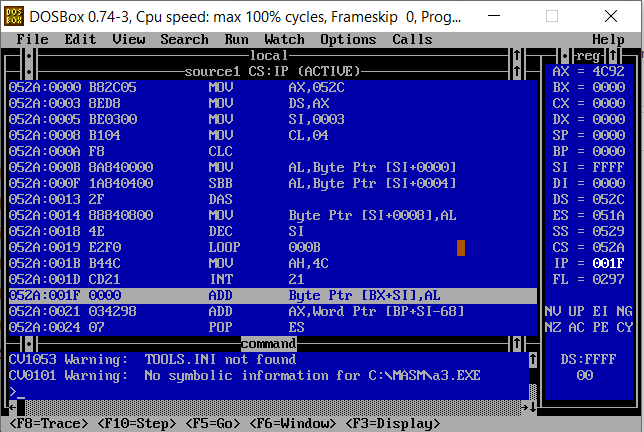 DOSBox 0.74-3, Cpu speed: max 100% cycles, Frameskip 0, Prog...
File Edit View Search Run Watch Options Calls Help
local
source1 CS:IP (ACTIVE)
052A:0000 B82C05 MOV AX,052C
052A:0003 8ED8 MOV DS,AX
052A:0005 BE0300 MOV SI,0003
052A:0008 B104 MOV CL,04
052A:000A F8 CLC
052A:000B 8A840000 MOV AL,Byte Ptr [SI+0000]
052A:000F 1A840400 SBB AL,Byte Ptr [SI+0004]
052A:0013 2F DAS
052A:0014 88840800 MOV Byte Ptr [SI+0008],AL
052A:0018 4E DEC SI
052A:0019 E2F0 LOOP 000B
052A:001B B44C MOV AH,4C
052A:001D CD21 INT 21
052A:001F 0000 ADD Byte Ptr [BX+SI],AL
052A:0021 034298 ADD AX,Word Ptr [BP+SI-68]
052A:0024 07 POP ES
reg
AX = 4C92
BX = 0000
CX = 0000
DX = 0000
SP = 0000
BP = 0000
SI = FFFF
DI = 0000
DS = 052C
ES = 051A
SS = 0529
CS = 052A
IP = 001F
FL = 0297
NV UP EI NG
NZ AC PE CY
DS:FFFF
00
command
CV1053 Warning: TOOLS.INI not found
CV0101 Warning: No symbolic information for C:\MASM\a3.EXE
>
<F8=Trace> <F10=Step> <F5=Go> <F6=Window> <F3=Display>